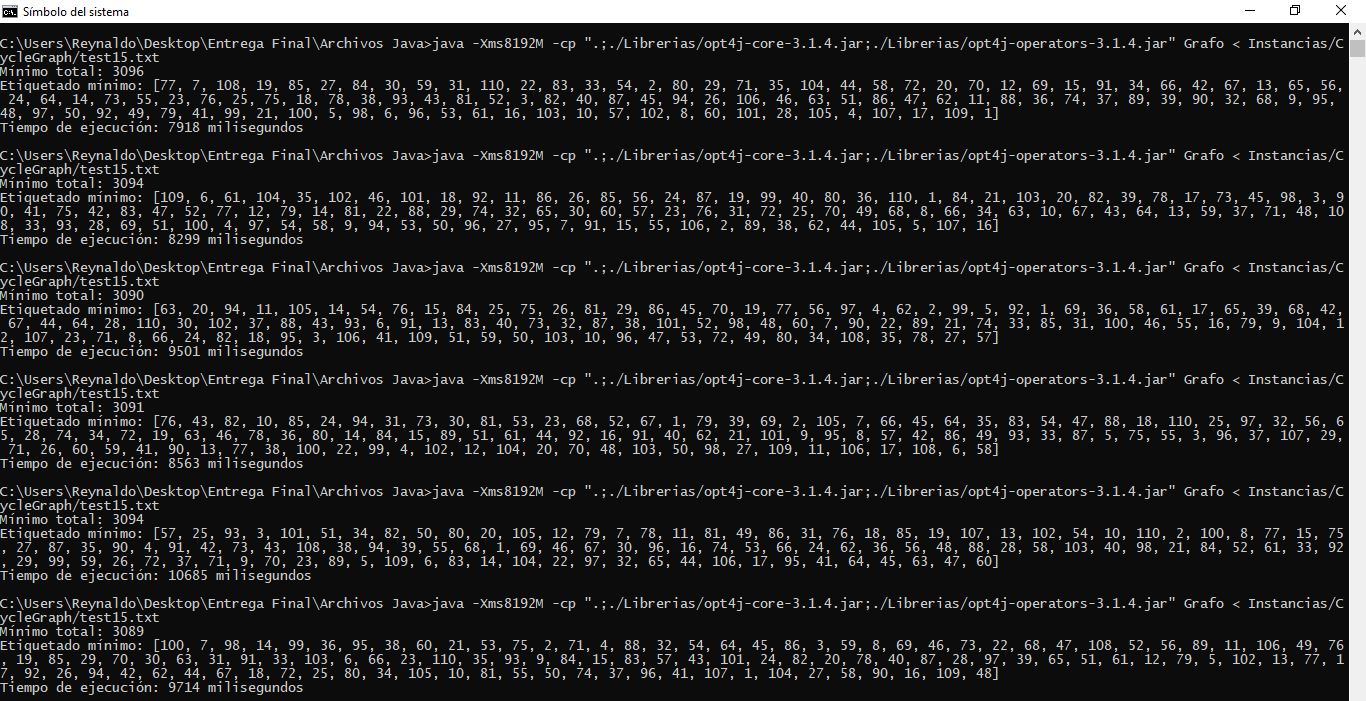 Símbolo del sistema
C:\Users\Reynaldo\Desktop\Entrega Final\Archivos Java>java -Xms8192M -cp ".;./Librerias/opt4j-core-3.1.4.jar;./Librerias/opt4j-operators-3.1.4.jar" Grafo < Instancias/C
ycleGraph/test15.txt
Mínimo total: 3096
Etiquetado mínimo: [77, 7, 108, 19, 85, 27, 84, 30, 59, 31, 110, 22, 83, 33, 54, 2, 80, 29, 71, 35, 104, 44, 58, 72, 20, 70, 12, 69, 15, 91, 34, 66, 42, 67, 13, 65, 56,
 24, 64, 14, 73, 55, 23, 76, 25, 75, 18, 78, 38, 93, 43, 81, 52, 3, 82, 40, 87, 45, 94, 26, 106, 46, 63, 51, 86, 47, 62, 11, 88, 36, 74, 37, 89, 39, 90, 32, 68, 9, 95,
48, 97, 50, 92, 49, 79, 41, 99, 21, 100, 5, 98, 6, 96, 53, 61, 16, 103, 10, 57, 102, 8, 60, 101, 28, 105, 4, 107, 17, 109, 1]
Tiempo de ejecución: 7918 milisegundos
C:\Users\Reynaldo\Desktop\Entrega Final\Archivos Java>java -Xms8192M -cp ".;./Librerias/opt4j-core-3.1.4.jar;./Librerias/opt4j-operators-3.1.4.jar" Grafo < Instancias/C
ycleGraph/test15.txt
Mínimo total: 3094
Etiquetado mínimo: [109, 6, 61, 104, 35, 102, 46, 101, 18, 92, 11, 86, 26, 85, 56, 24, 87, 19, 99, 40, 80, 36, 110, 1, 84, 21, 103, 20, 82, 39, 78, 17, 73, 45, 98, 3, 9
0, 41, 75, 42, 83, 47, 52, 77, 12, 79, 14, 81, 22, 88, 29, 74, 32, 65, 30, 60, 57, 23, 76, 31, 72, 25, 70, 49, 68, 8, 66, 34, 63, 10, 67, 43, 64, 13, 59, 37, 71, 48, 10
8, 33, 93, 28, 69, 51, 100, 4, 97, 54, 58, 9, 94, 53, 50, 96, 27, 95, 7, 91, 15, 55, 106, 2, 89, 38, 62, 44, 105, 5, 107, 16]
Tiempo de ejecución: 8299 milisegundos
C:\Users\Reynaldo\Desktop\Entrega Final\Archivos Java>java -Xms8192M -cp ".;./Librerias/opt4j-core-3.1.4.jar;./Librerias/opt4j-operators-3.1.4.jar" Grafo < Instancias/C
ycleGraph/test15.txt
Mínimo total: 3090
Etiquetado mínimo: [63, 20, 94, 11, 105, 14, 54, 76, 15, 84, 25, 75, 26, 81, 29, 86, 45, 70, 19, 77, 56, 97, 4, 62, 2, 99, 5, 92, 1, 69, 36, 58, 61, 17, 65, 39, 68, 42,
 67, 44, 64, 28, 110, 30, 102, 37, 88, 43, 93, 6, 91, 13, 83, 40, 73, 32, 87, 38, 101, 52, 98, 48, 60, 7, 90, 22, 89, 21, 74, 33, 85, 31, 100, 46, 55, 16, 79, 9, 104, 1
2, 107, 23, 71, 8, 66, 24, 82, 18, 95, 3, 106, 41, 109, 51, 59, 50, 103, 10, 96, 47, 53, 72, 49, 80, 34, 108, 35, 78, 27, 57]
Tiempo de ejecución: 9501 milisegundos
C:\Users\Reynaldo\Desktop\Entrega Final\Archivos Java>java -Xms8192M -cp ".;./Librerias/opt4j-core-3.1.4.jar;./Librerias/opt4j-operators-3.1.4.jar" Grafo < Instancias/C
ycleGraph/test15.txt
Mínimo total: 3091
Etiquetado mínimo: [76, 43, 82, 10, 85, 24, 94, 31, 73, 30, 81, 53, 23, 68, 52, 67, 1, 79, 39, 69, 2, 105, 7, 66, 45, 64, 35, 83, 54, 47, 88, 18, 110, 25, 97, 32, 56, 6
5, 28, 74, 34, 72, 19, 63, 46, 78, 36, 80, 14, 84, 15, 89, 51, 61, 44, 92, 16, 91, 40, 62, 21, 101, 9, 95, 8, 57, 42, 86, 49, 93, 33, 87, 5, 75, 55, 3, 96, 37, 107, 29,
 71, 26, 60, 59, 41, 90, 13, 77, 38, 100, 22, 99, 4, 102, 12, 104, 20, 70, 48, 103, 50, 98, 27, 109, 11, 106, 17, 108, 6, 58]
Tiempo de ejecución: 8563 milisegundos
C:\Users\Reynaldo\Desktop\Entrega Final\Archivos Java>java -Xms8192M -cp ".;./Librerias/opt4j-core-3.1.4.jar;./Librerias/opt4j-operators-3.1.4.jar" Grafo < Instancias/C
ycleGraph/test15.txt
Mínimo total: 3094
Etiquetado mínimo: [57, 25, 93, 3, 101, 51, 34, 82, 50, 80, 20, 105, 12, 79, 7, 78, 11, 81, 49, 86, 31, 76, 18, 85, 19, 107, 13, 102, 54, 10, 110, 2, 100, 8, 77, 15, 75
, 27, 87, 35, 90, 4, 91, 42, 73, 43, 108, 38, 94, 39, 55, 68, 1, 69, 46, 67, 30, 96, 16, 74, 53, 66, 24, 62, 36, 56, 48, 88, 28, 58, 103, 40, 98, 21, 84, 52, 61, 33, 92
, 29, 99, 59, 26, 72, 37, 71, 9, 70, 23, 89, 5, 109, 6, 83, 14, 104, 22, 97, 32, 65, 44, 106, 17, 95, 41, 64, 45, 63, 47, 60]
Tiempo de ejecución: 10685 milisegundos
C:\Users\Reynaldo\Desktop\Entrega Final\Archivos Java>java -Xms8192M -cp ".;./Librerias/opt4j-core-3.1.4.jar;./Librerias/opt4j-operators-3.1.4.jar" Grafo < Instancias/C
ycleGraph/test15.txt
Mínimo total: 3089
Etiquetado mínimo: [100, 7, 98, 14, 99, 36, 95, 38, 60, 21, 53, 75, 2, 71, 4, 88, 32, 54, 64, 45, 86, 3, 59, 8, 69, 46, 73, 22, 68, 47, 108, 52, 56, 89, 11, 106, 49, 76
, 19, 85, 29, 70, 30, 63, 31, 91, 33, 103, 6, 66, 23, 110, 35, 93, 9, 84, 15, 83, 57, 43, 101, 24, 82, 20, 78, 40, 87, 28, 97, 39, 65, 51, 61, 12, 79, 5, 102, 13, 77, 1
7, 92, 26, 94, 42, 62, 44, 67, 18, 72, 25, 80, 34, 105, 10, 81, 55, 50, 74, 37, 96, 41, 107, 1, 104, 27, 58, 90, 16, 109, 48]
Tiempo de ejecución: 9714 milisegundos